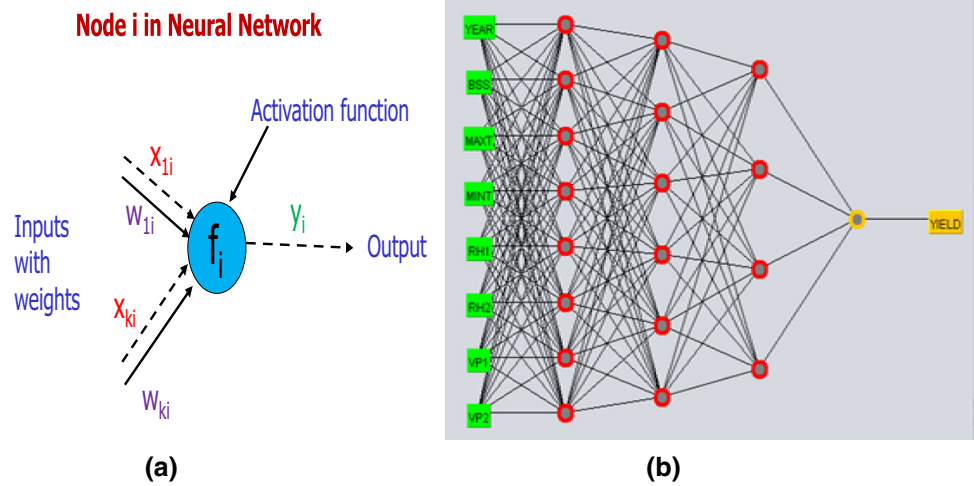 Node i in Neural Network
Activation function
x1i
w1i
Inputs
with
weights
fi
yi
Output
xki
wki
(a)
YEAR
BSS
MAXT
MINT
RH1
RH2
VP1
VP2
YIELD
(b)